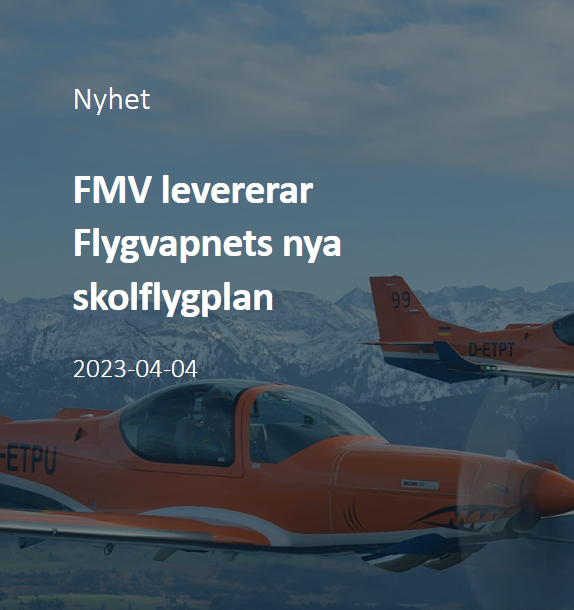 Nyhet
FMV levererar
Flygvapnets nya
skolflygplan
99
D-ETPT
2023-04-04
-ETPU